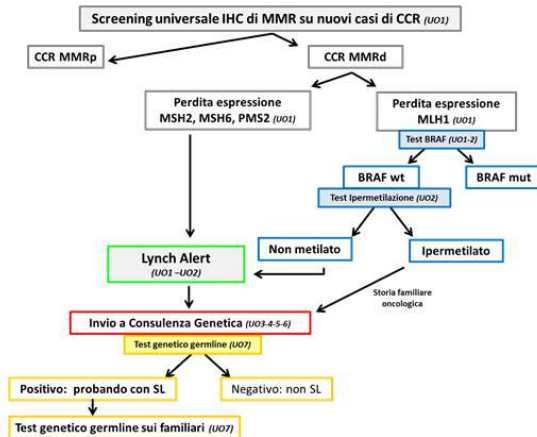 Screening universale IHC di MMR su nuovi casi di CCR (UO1)
CCR MMRp
CCR MMRd
Perdita espressione
MSH2, MSH6, PMS2 (UO1)
Perdita espressione
MLH1 (UO1)
Test BRAF (UO1-2)
BRAF wt
BRAF mut
Test Ipermetilazione (UO2)
Non metilato
Ipermetilato
Lynch Alert
(UO1 –UO2)
Storia familiare
oncologica
Invio a Consulenza Genetica (UO3-4-5-6)
Test genetico germline (UO7)
Positivo: probando con SL
Negativo: non SL
Test genetico germline sui familiari (UO7)